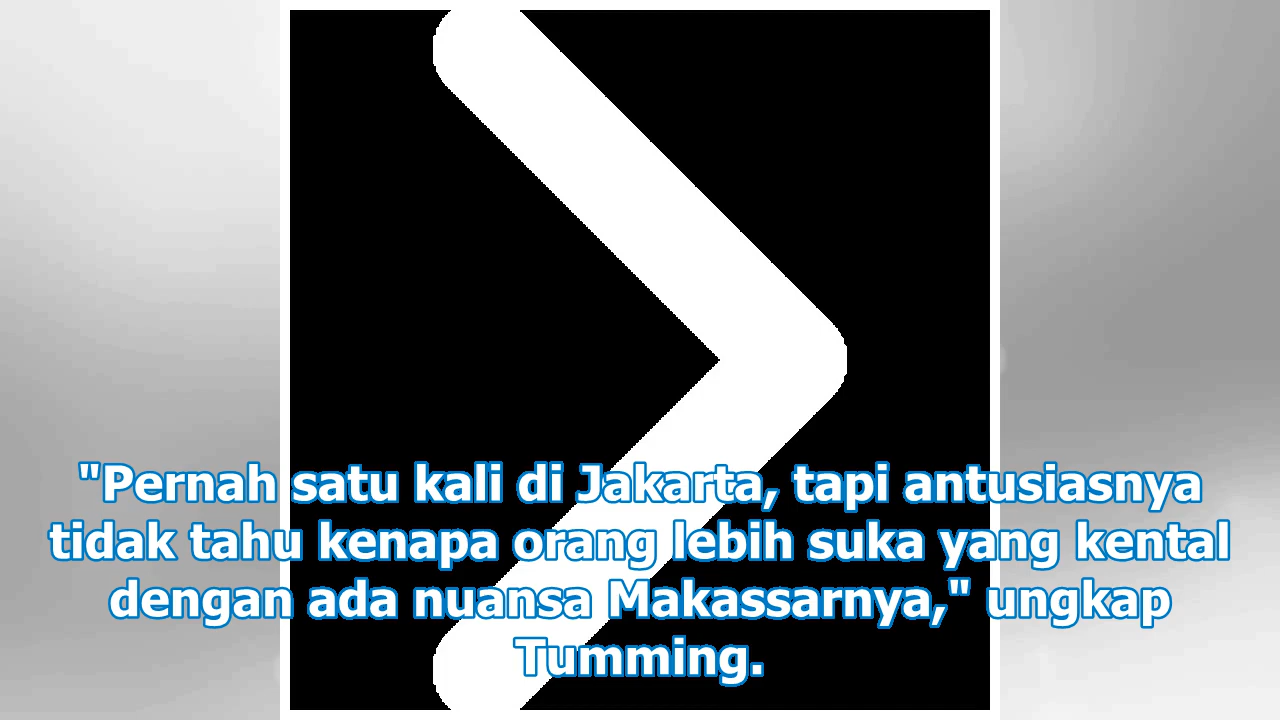 "Pernah satu kali di Jakarta, tapi antusiasnya
tidak tahu kenapa orang lebih suka yang kental
dengan ada nuansa Makassarnya," ungkap
Tumming.